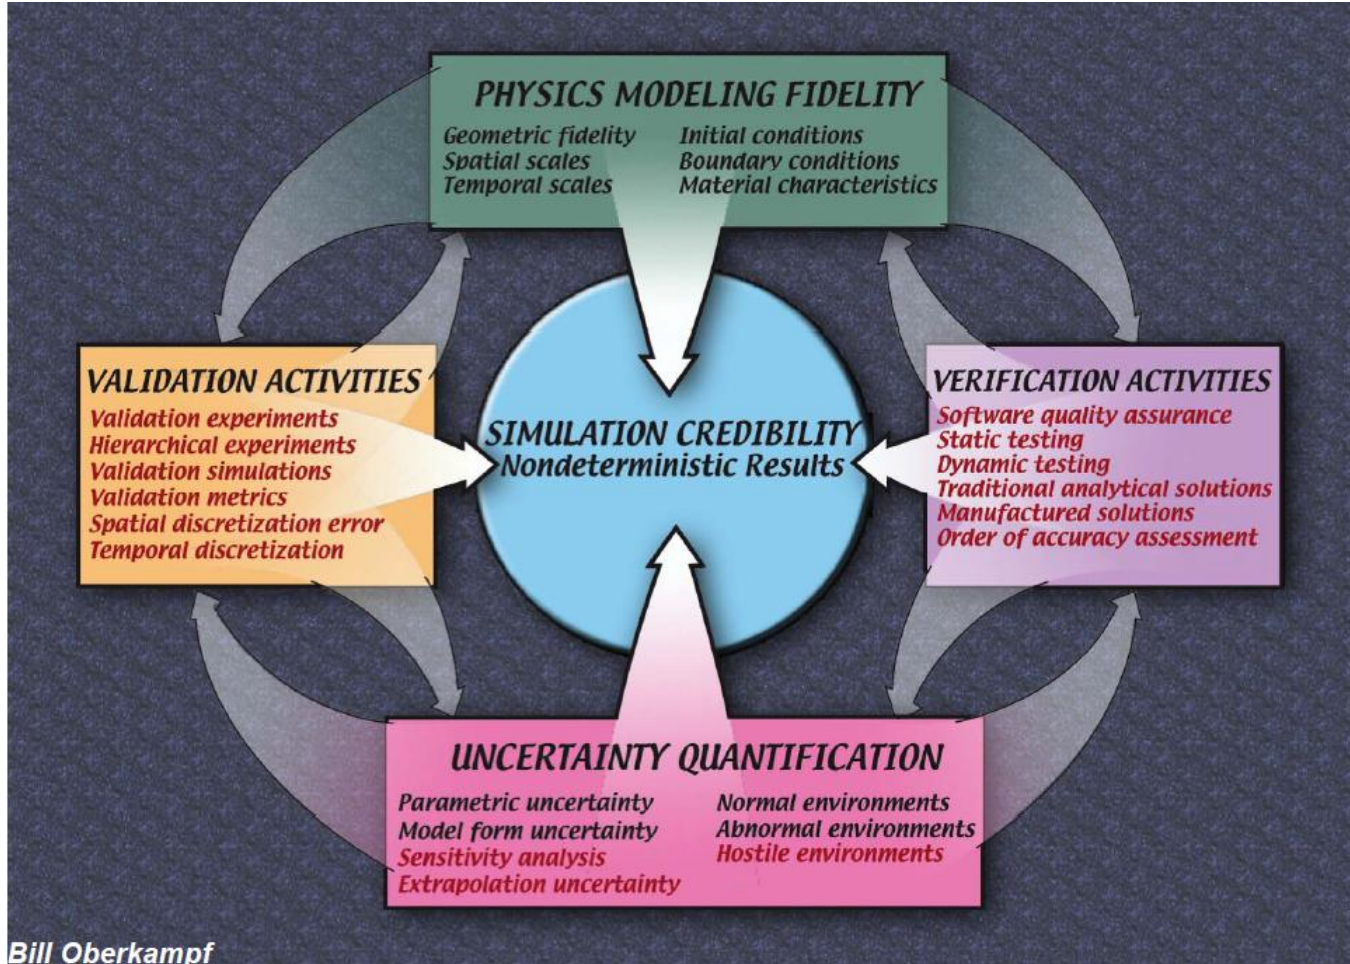 PHYSICS MODELING FIDELITY
Geometric fidelity
Spatial scales
Temporal scales
Initial conditions
Boundary conditions
Material characteristics
VALIDATION ACTIVITIES
Validation experiments
Hierarchical experiments
Validation simulations
Validation metrics
Spatial discretization error
Temporal discretization
SIMULATION CREDIBILITY
Nondeterministic Results
VERIFICATION ACTIVITIES
Software quality assurance
Static testing
Dynamic testing
Traditional analytical solutions
Manufactured solutions
Order of accuracy assessment
UNCERTAINTY QUANTIFICATION
Parametric uncertainty
Model form uncertainty
Sensitivity analysis
Extrapolation uncertainty
Normal environments
Abnormal environments
Hostile environments
Bill Oberkampf